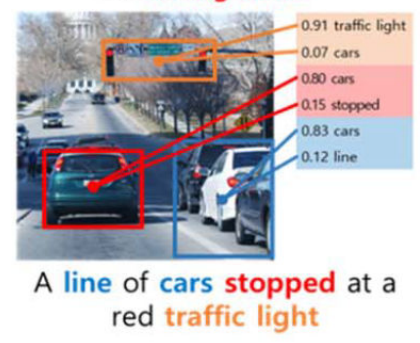 0.91 traffic light
0.07 cars
0.80 cars
0.15 stopped
0.83 cars
0.12 line
A line of cars stopped at a
red traffic light